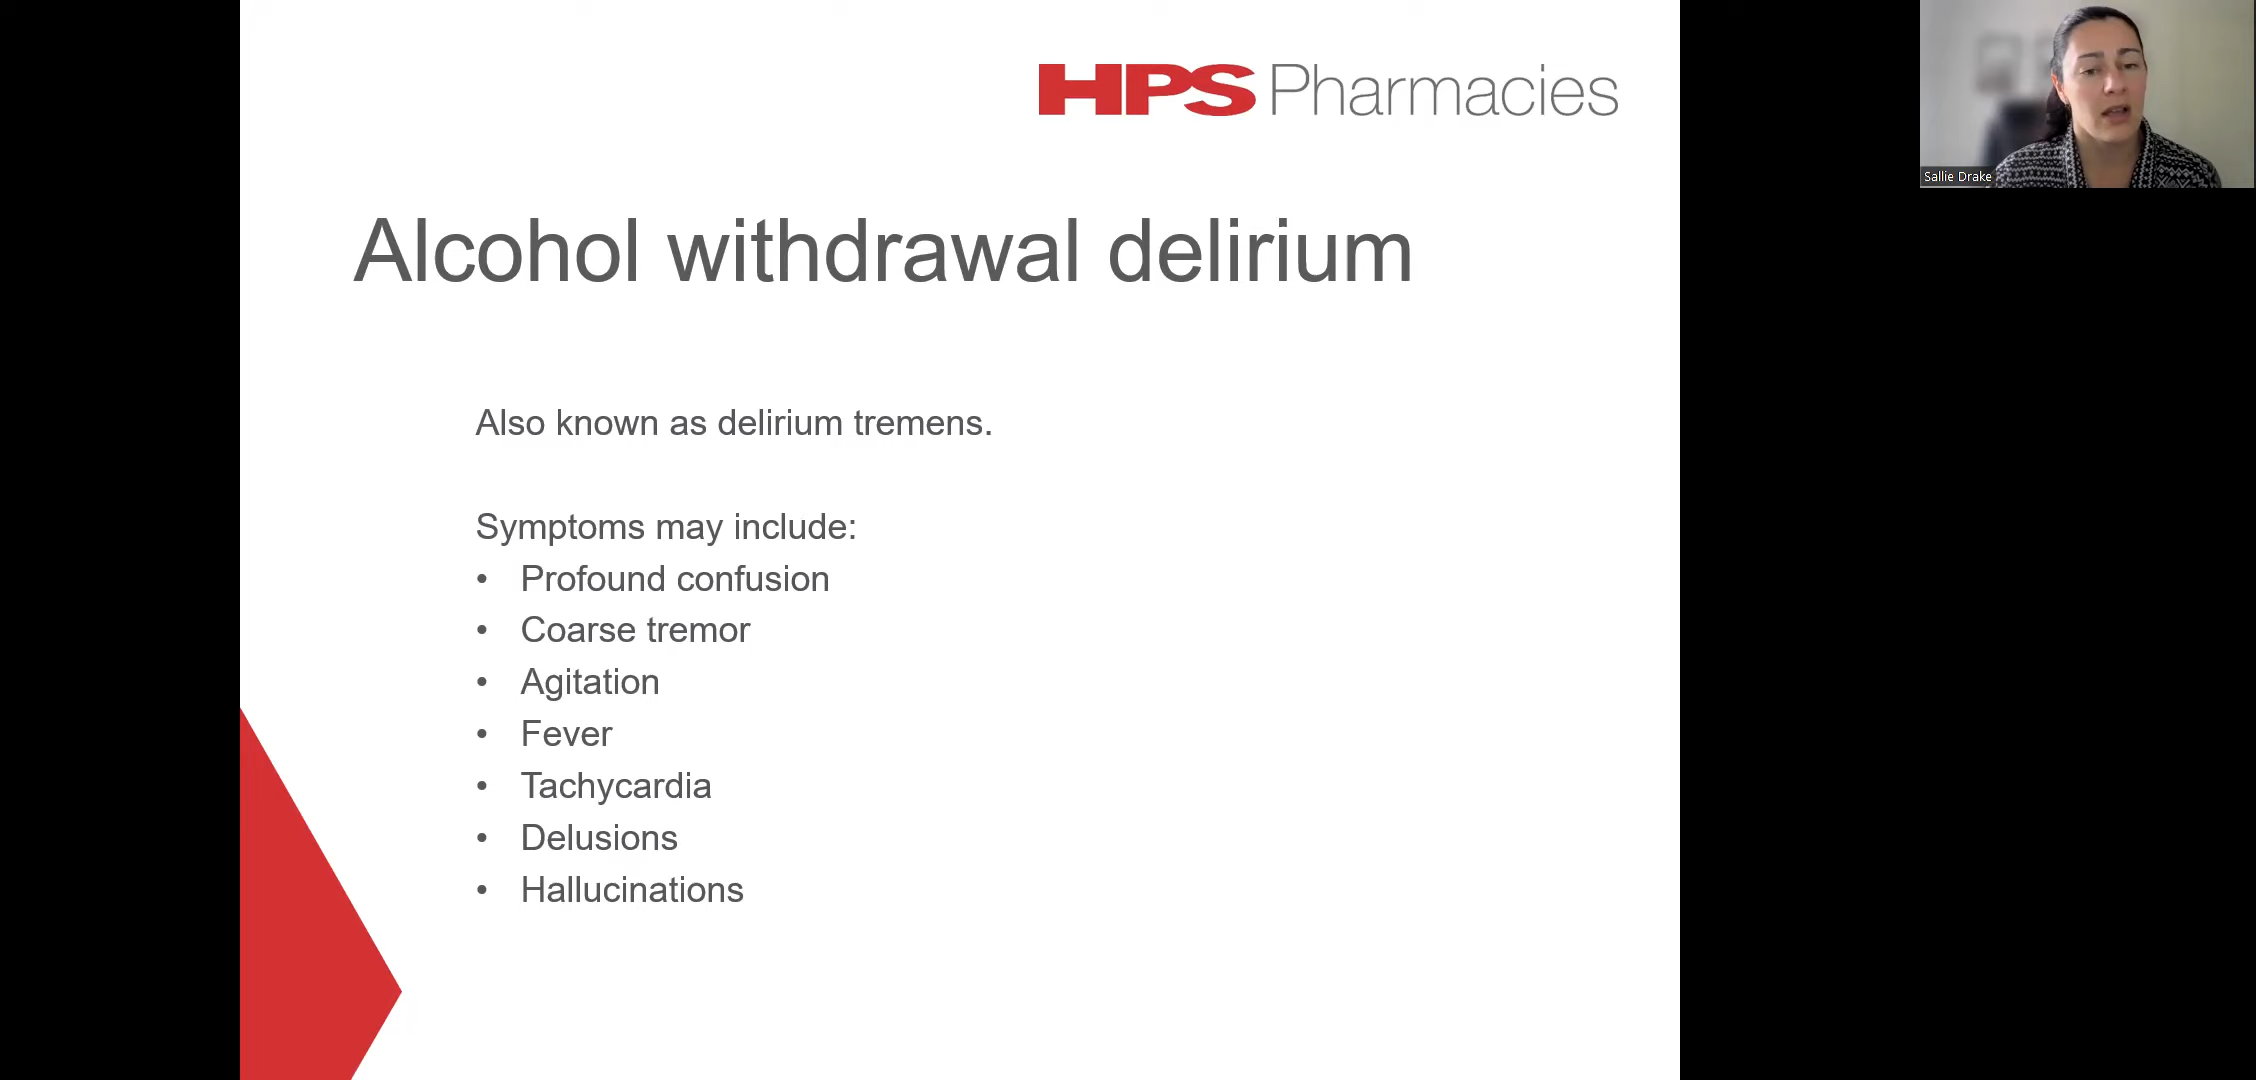 HPS Pharmacies
Sallie Drake
Alcohol withdrawal delirium
Also known as delirium tremens.
Symptoms may include:
• Profound confusion
• Coarse tremor
• Agitation
• Fever
• Tachycardia
• Delusions
• Hallucinations